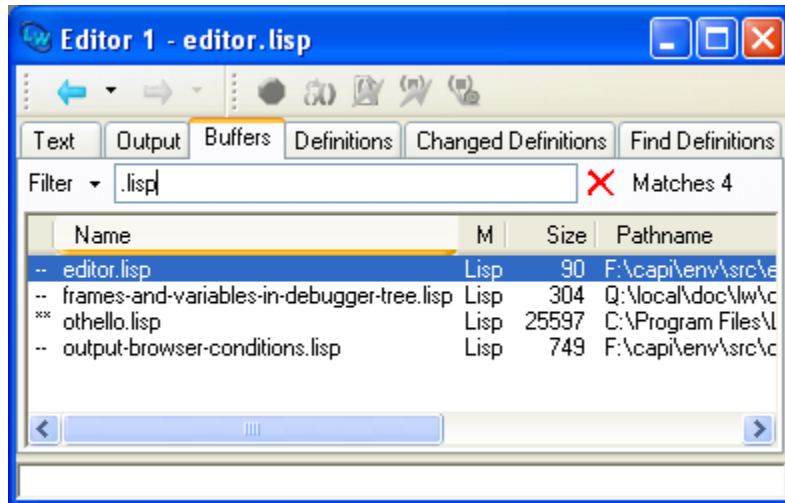 Editor 1 - editor.lisp
Text Output Buffers Definitions Changed Definitions Find Definitions
Filter .lisp Matches 4
Name M Size Pathname
-- editor.lisp Lisp 90 F:\capi\env\src\e
-- frames-and-variables-in-debugger-tree.lisp Lisp 304 Q:\local\doc\lw\c
** othello.lisp Lisp 25597 C:\Program Files\L
-- output-browser-conditions.lisp Lisp 749 F:\capi\env\src\c